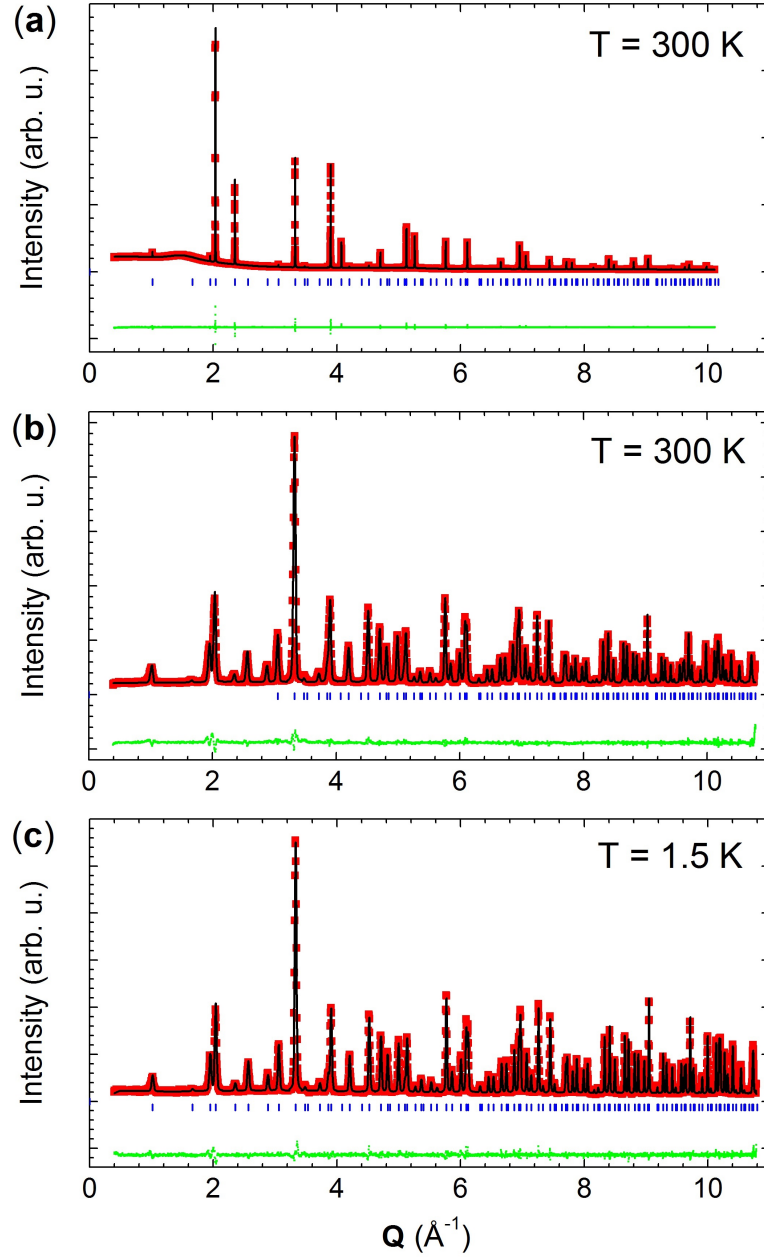 (a)
T = 300 K
Intensity (arb. u.)
0 2 4 6 8 10
(b)
T = 300 K
Intensity (arb. u.)
0 2 4 6 8 10
(c)
T = 1.5 K
Intensity (arb. u.)
0 2 4 6 8 10
Q (Å⁻¹)